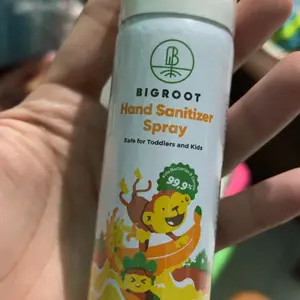 BIGROOT
Hand Sanitizer
Spray
Safe for Toddlers and Kids
99.9%